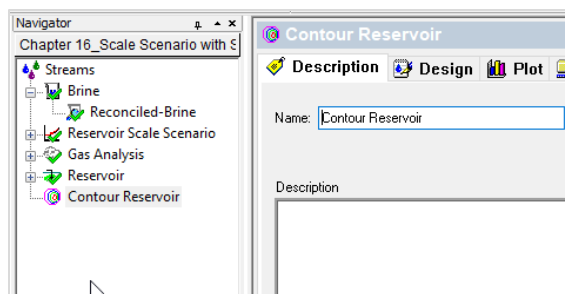 Navigator
Chapter 16_Scale Scenario with S
Streams
Brine
Reconciled-Brine
Reservoir Scale Scenario
Gas Analysis
Reservoir
Contour Reservoir
Contour Reservoir
Description Design Plot
Name: Contour Reservoir
Description